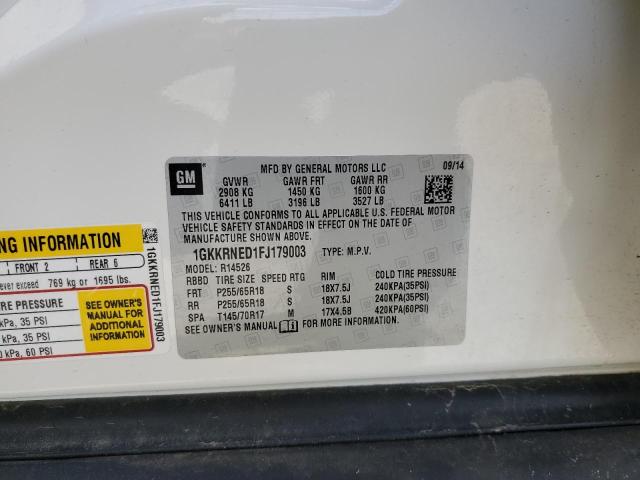 GM
MFD BY GENERAL MOTORS LLC 09/14
GVWR GAWR FRT GAWR RR
2908 KG 1450 KG 1600 KG
6411 LB 3196 LB 3527 LB
THIS VEHICLE CONFORMS TO ALL APPLICABLE U.S. FEDERAL MOTOR
VEHICLE SAFETY STANDARDS IN EFFECT ON THE DATE OF
MANUFACTURE SHOWN ABOVE.
1GKKRNED1FJ179003 TYPE: M.P.V.
MODEL: R14526
RBBD TIRE SIZE SPEED RTG RIM COLD TIRE PRESSURE
FRT P255/65R18 S 18X7.5J 240KPA(35PSI)
RR P255/65R18 S 18X7.5J 240KPA(35PSI)
SPA T145/70R17 M 17X4.5B 420KPA(60PSI)
SEE OWNER'S MANUAL FOR MORE INFORMATION.
NG INFORMATION
FRONT 2 REAR 6
ever exceed 769 kg or 1695 lbs.
TIRE PRESSURE
kPa, 35 PSI
kPa, 35 PSI
kPa, 60 PSI
SEE OWNER'S
MANUAL FOR
ADDITIONAL
INFORMATION
1GKKRNED1FJ179003